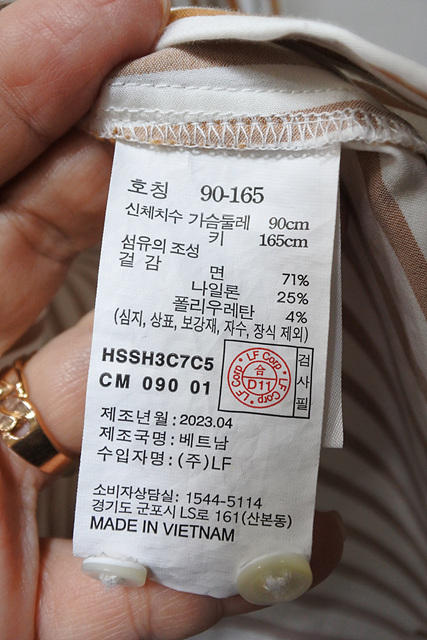 호칭 90-165
신체치수 가슴둘레 90cm
키 165cm
섬유의 조성
겉감 면 71%
나일론 25%
폴리우레탄 4%
(심지, 상표, 보강재, 자수, 장식 제외)
HSSH3C7C5
CM 090 01
LF Corp • LF Corp • LF Corp •
合
D11
검사필
제조년월 : 2023.04
제조국명 : 베트남
수입자명 : (주)LF
소비자상담실: 1544-5114
경기도 군포시 LS로 161(산본동)
MADE IN VIETNAM